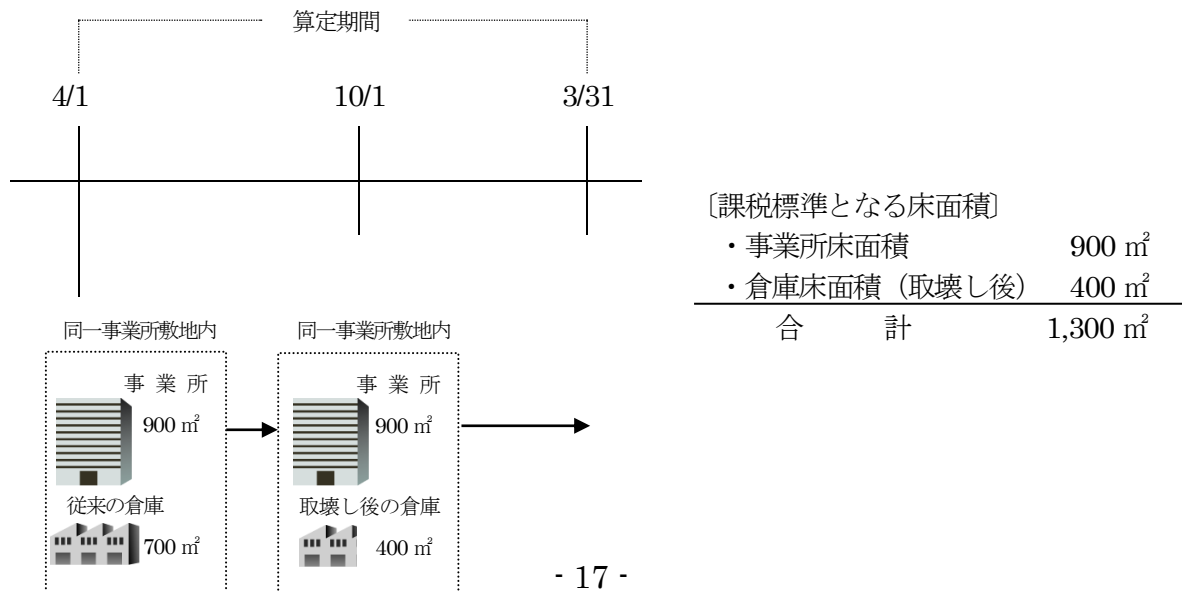 算定期間
4/1 10/1 3/31
〔課税標準となる床面積〕
・事業所床面積 900 ㎡
・倉庫床面積（取壊し後） 400 ㎡
合 計 1,300 ㎡
同一事業所敷地内 同一事業所敷地内
事 業 所 事 業 所
900 ㎡ 900 ㎡
従来の倉庫 取壊し後の倉庫
700 ㎡ 400 ㎡
- 17 -